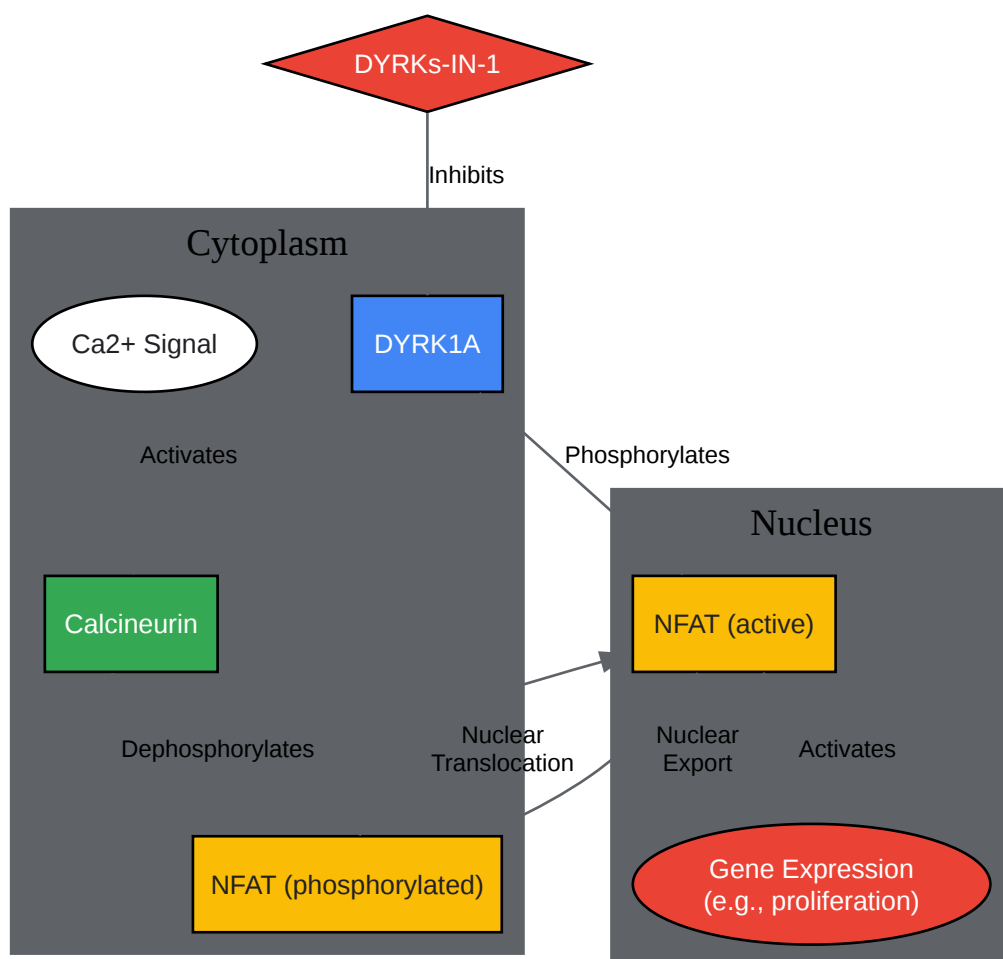 DYRKs-IN-1
Inhibits
Cytoplasm
Ca2+ Signal
DYRK1A
Activates
Phosphorylates
Nucleus
Calcineurin
NFAT (active)
Dephosphorylates
Nuclear
Translocation
Nuclear
Export
Activates
NFAT (phosphorylated)
Gene Expression
(e.g., proliferation)